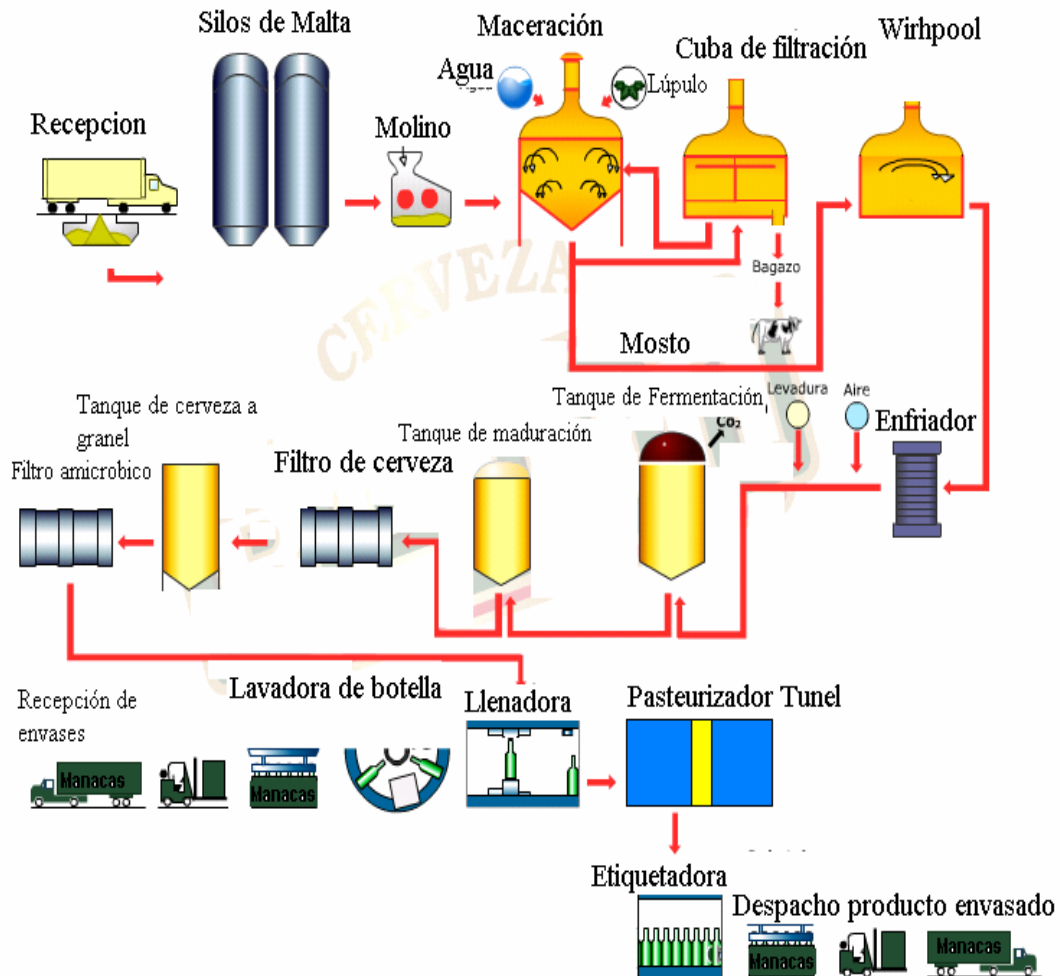 Silos de Malta
Maceración
Cuba de filtración
Wirhpool
Agua
Lúpulo
Recepcion
Molino
Bagazo
CERVEZA
Mosto
Tanque de Fermentación
Levadura
Aire
Co₂
Enfriador
Tanque de cerveza a
granel
Filtro amicrobico
Tanque de maduración
Filtro de cerveza
Recepción de
envases
Lavadora de botella
Llenadora
Pasteurizador Tunel
Manacas
Manacas
Etiquetadora
Despacho producto envasado
Manacas
Manacas